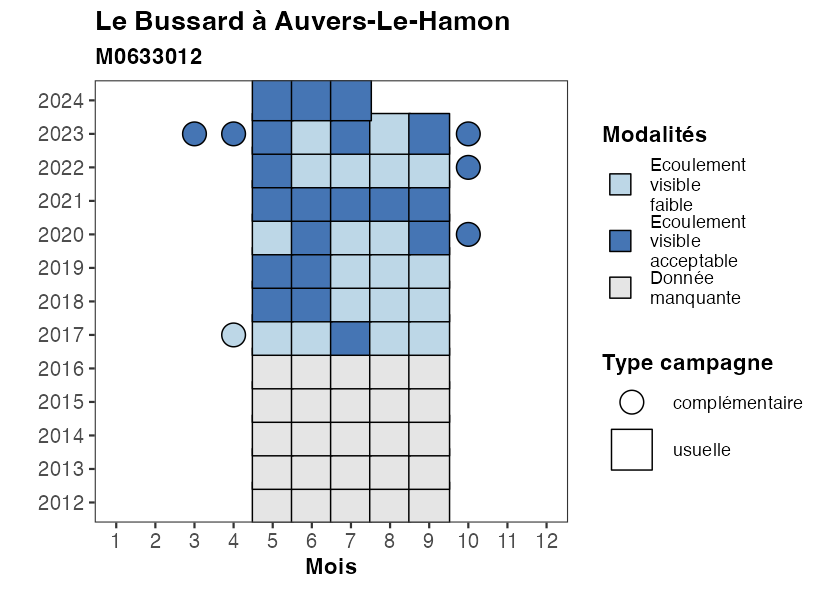 Le Bussard à Auvers-Le-Hamon
M0633012
2024
2023
2022
2021
2020
2019
2018
2017
2016
2015
2014
2013
2012
1 2 3 4 5 6 7 8 9 10 11 12
Mois
Modalités
Ecoulement
visible
faible
Ecoulement
visible
acceptable
Donnée
manquante
Type campagne
complémentaire
usuelle